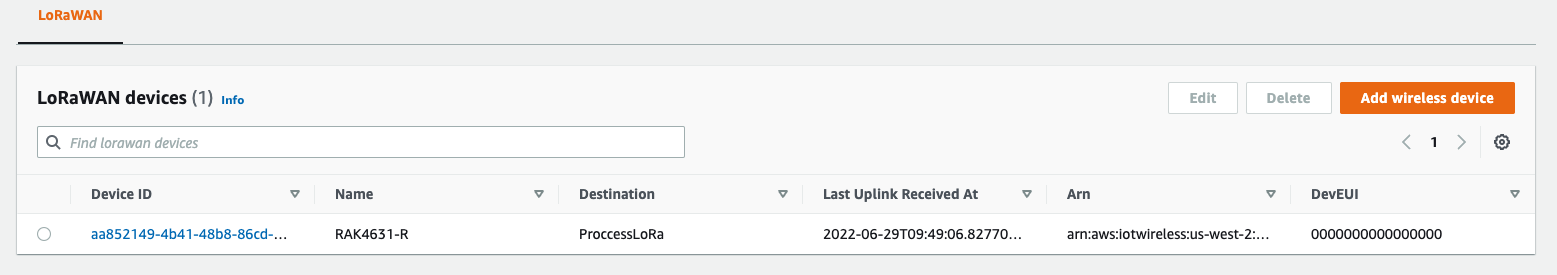 LoRaWAN
LoRaWAN devices (1) Info
Edit Delete Add wireless device
Find lorawan devices
1
Device ID Name Destination Last Uplink Received At Arn DevEUI
aa852149-4b41-48b8-86cd-... RAK4631-R ProccessLoRa 2022-06-29T09:49:06.82770... arn:aws:iotwireless:us-west-2:... 0000000000000000